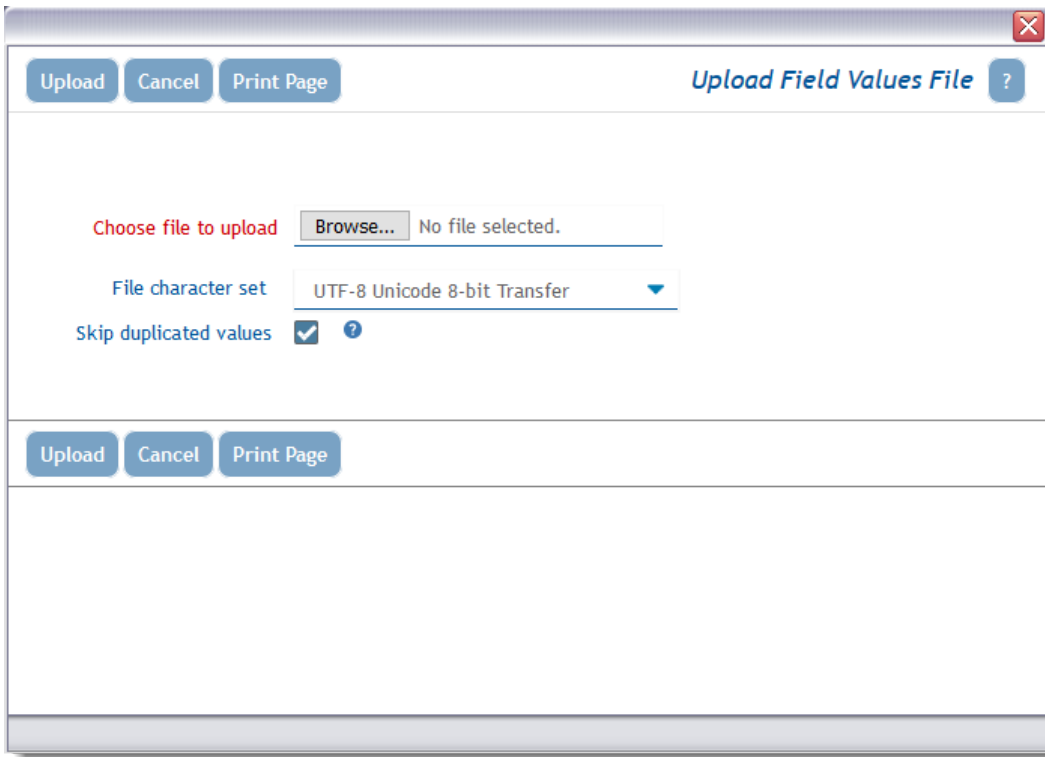 Upload Cancel Print Page Upload Field Values File ?
Choose file to upload Browse... No file selected.
File character set UTF-8 Unicode 8-bit Transfer
Skip duplicated values ?
Upload Cancel Print Page